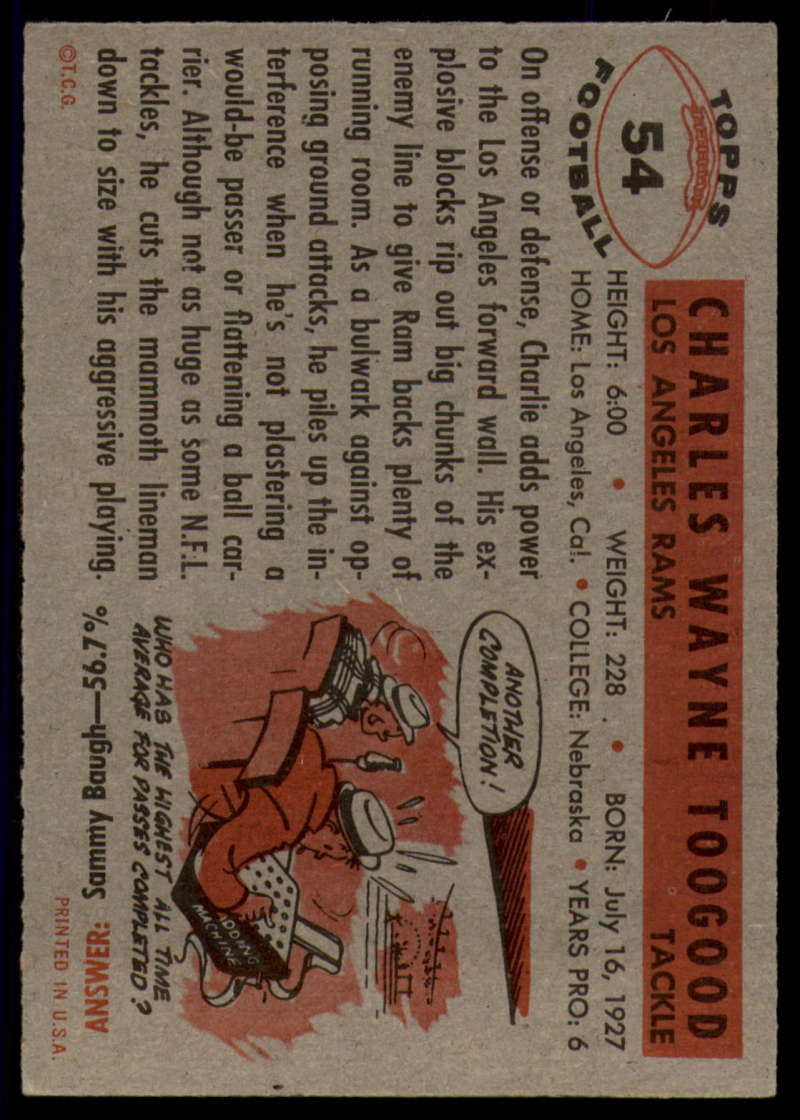 TOPPS
54
FOOTBALL
CHARLES WAYNE TOOGOOD
LOS ANGELES RAMS TACKLE
HEIGHT: 6:00 • WEIGHT: 228 • BORN: July 16, 1927
HOME: Los Angeles, Cal. • COLLEGE: Nebraska • YEARS PRO: 6
On offense or defense, Charlie adds power
to the Los Angeles forward wall. His ex-
plosive blocks rip out big chunks of the
enemy line to give Ram backs plenty of
running room. As a bulwark against op-
posing ground attacks, he piles up the in-
terference when he's not plastering a
would-be passer or flattening a ball car-
rier. Although not as huge as some N.F.L.
tackles, he cuts the mammoth lineman
down to size with his aggressive playing.
©T.C.G.
ANOTHER
COMPLETION!
ADDING
MACHINE
WHO HAS THE HIGHEST ALL TIME
AVERAGE FOR PASSES COMPLETED?
ANSWER: Sammy Baugh—56.7%
PRINTED IN U.S.A.